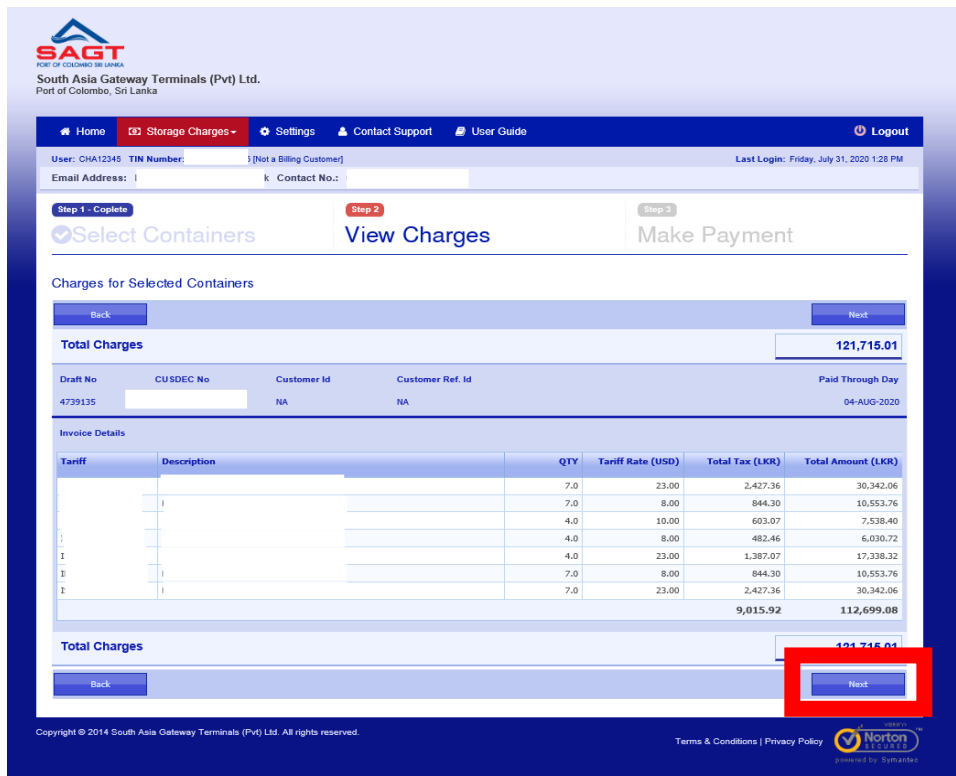 SAGT
PORT OF COLOMBO SRI LANKA
South Asia Gateway Terminals (Pvt) Ltd.
Port of Colombo, Sri Lanka
Home Storage Charges Settings Contact Support User Guide Logout
User: CHA12345 TIN Number: [Not a Billing Customer] Last Login: Friday, July 31, 2020 1:28 PM
Email Address: k Contact No.:
Step 1 - Coplete Step 2 Step 3
Select Containers View Charges Make Payment
Charges for Selected Containers
Back Next
Total Charges 121,715.01
Draft No CUSDEC No Customer Id Customer Ref. Id Paid Through Day
4739135 NA NA 04-AUG-2020
Invoice Details
Tariff Description QTY Tariff Rate (USD) Total Tax (LKR) Total Amount (LKR)
7.0 23.00 2,427.36 30,342.06
7.0 8.00 844.30 10,553.76
4.0 10.00 603.07 7,538.40
4.0 8.00 482.46 6,030.72
4.0 23.00 1,387.07 17,338.32
7.0 8.00 844.30 10,553.76
7.0 23.00 2,427.36 30,342.06
9,015.92 112,699.08
Total Charges 121,715.01
Back Next
Copyright © 2014 South Asia Gateway Terminals (Pvt) Ltd. All rights reserved.
Terms & Conditions | Privacy Policy
VERIFY
Norton
SECURED
powered by Symantec